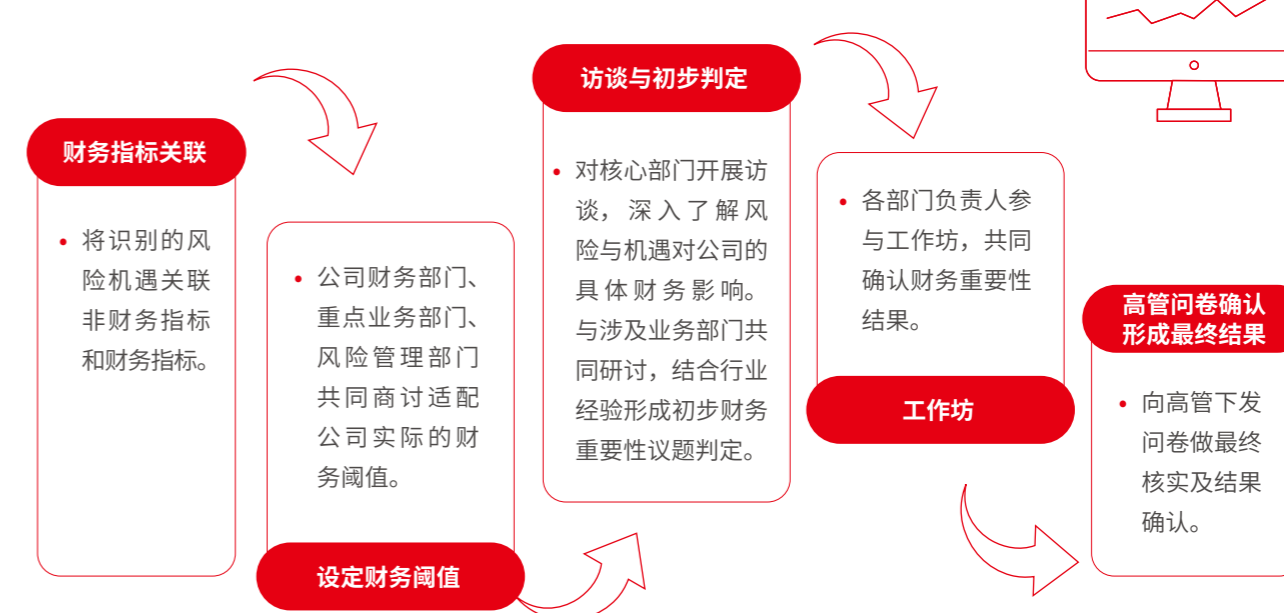 财务指标关联
• 将识别的风
险机遇关联
非财务指标
和财务指标。
• 公司财务部门、
重点业务部门、
风险管理部门
共同商讨适配
公司实际的财
务阈值。
设定财务阈值
访谈与初步判定
• 对核心部门开展访
谈，深入了解风
险与机遇对公司的
具体财务影响。
与涉及业务部门共
同研讨，结合行业
经验形成初步财务
重要性议题判定。
• 各部门负责人参
与工作坊，共同
确认财务重要性
结果。
工作坊
高管问卷确认
形成最终结果
• 向高管下发
问卷做最终
核实及结果
确认。